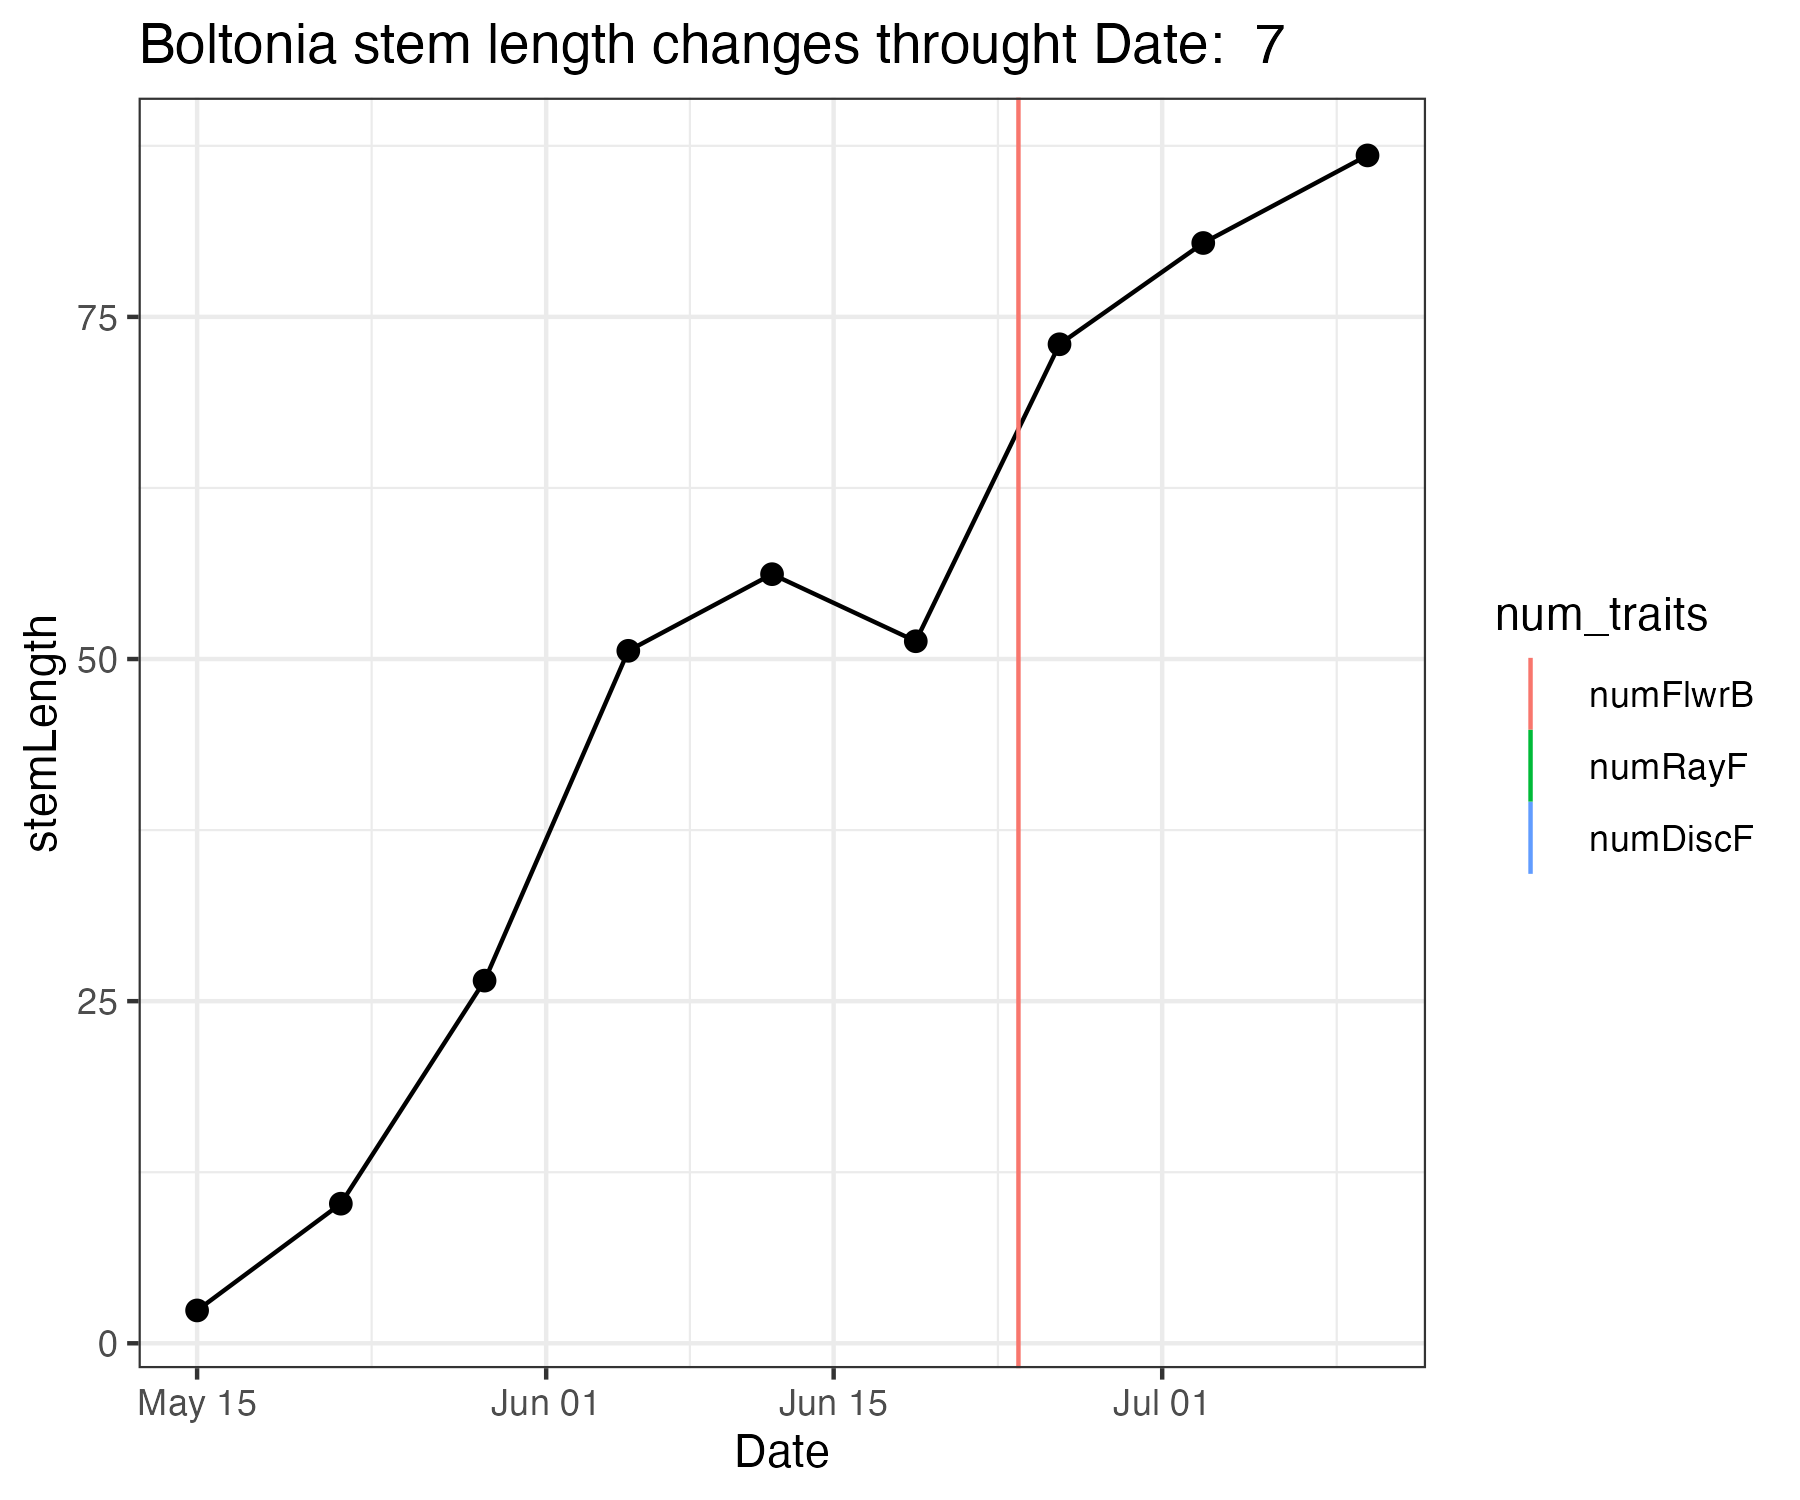 Boltonia stem length changes throught Date:  7
75
50
25
0
stemLength
May 15
Jun 01
Jun 15
Jul 01
Date
num_traits
numFlwrB
numRayF
numDiscF